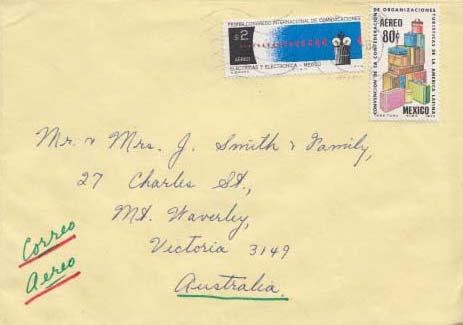 PRIMER CONGRESO INTERNACIONAL DE COMUNICACIONES
$2
AEREO
ELECTRICAS Y ELECTRONICA - MEXICO
CONVENCION DE LA CONFEDERACION DE ORGANIZACIONES
TURISTICAS DE LA AMERICA LATINA
AEREO
80¢
MEXICO
Mr. & Mrs. J. Smith & Family,
27 Charles St.,
Mt. Waverley,
Victoria 3149
Australia.
Correo
Aereo